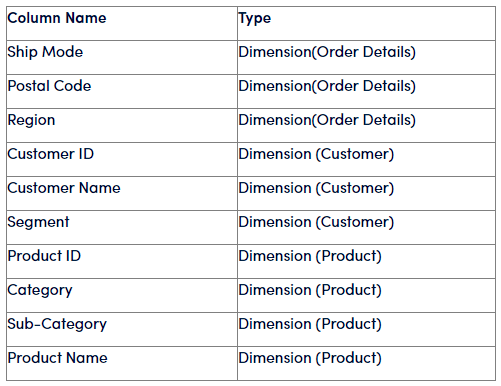 Column Name Type
Ship Mode Dimension(Order Details)
Postal Code Dimension(Order Details)
Region Dimension(Order Details)
Customer ID Dimension (Customer)
Customer Name Dimension (Customer)
Segment Dimension (Customer)
Product ID Dimension (Product)
Category Dimension (Product)
Sub-Category Dimension (Product)
Product Name Dimension (Product)